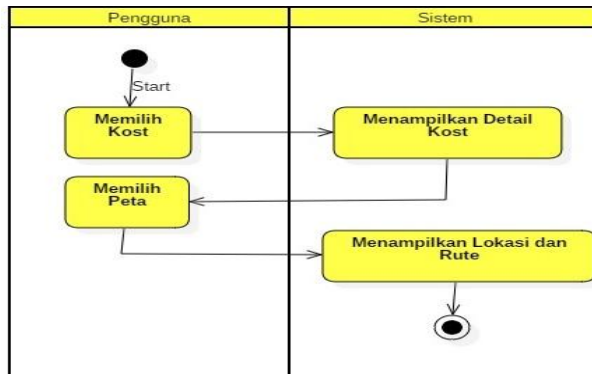 Pengguna
Sistem
Start
Memilih
Kost
Menampilkan Detail
Kost
Memilih
Peta
Menampilkan Lokasi dan
Rute